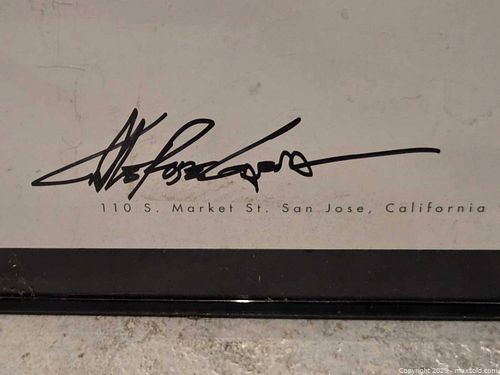 110 S. Market St. San Jose, California
Copyright 2025 - maxsold.com